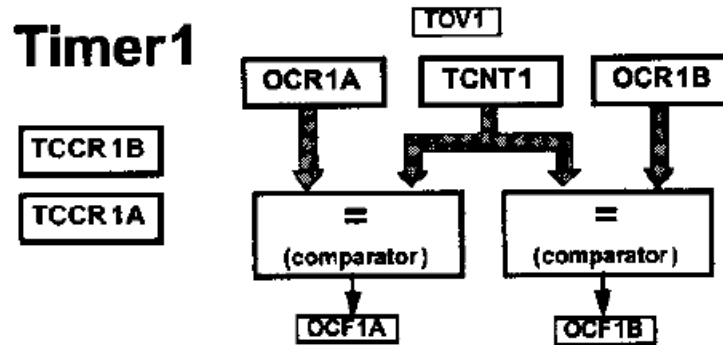 Timer1
TOV1
OCR1A
TCNT1
OCR1B
TCCR1B
TCCR1A
=
(comparator)
=
(comparator)
OCF1A
OCF1B